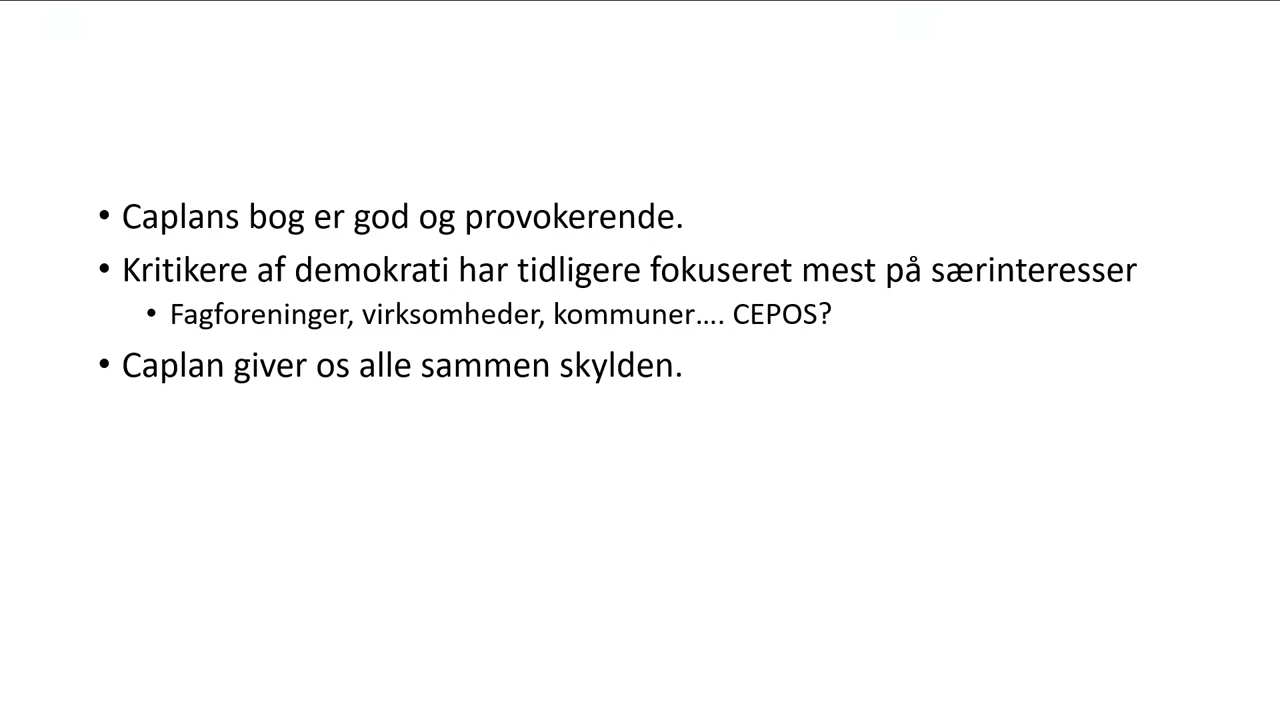 • Caplans bog er god og provokerende.
• Kritikere af demokrati har tidligere fokuseret mest på særinteresser
• Fagforeninger, virksomheder, kommuner…. CEPOS?
• Caplan giver os alle sammen skylden.